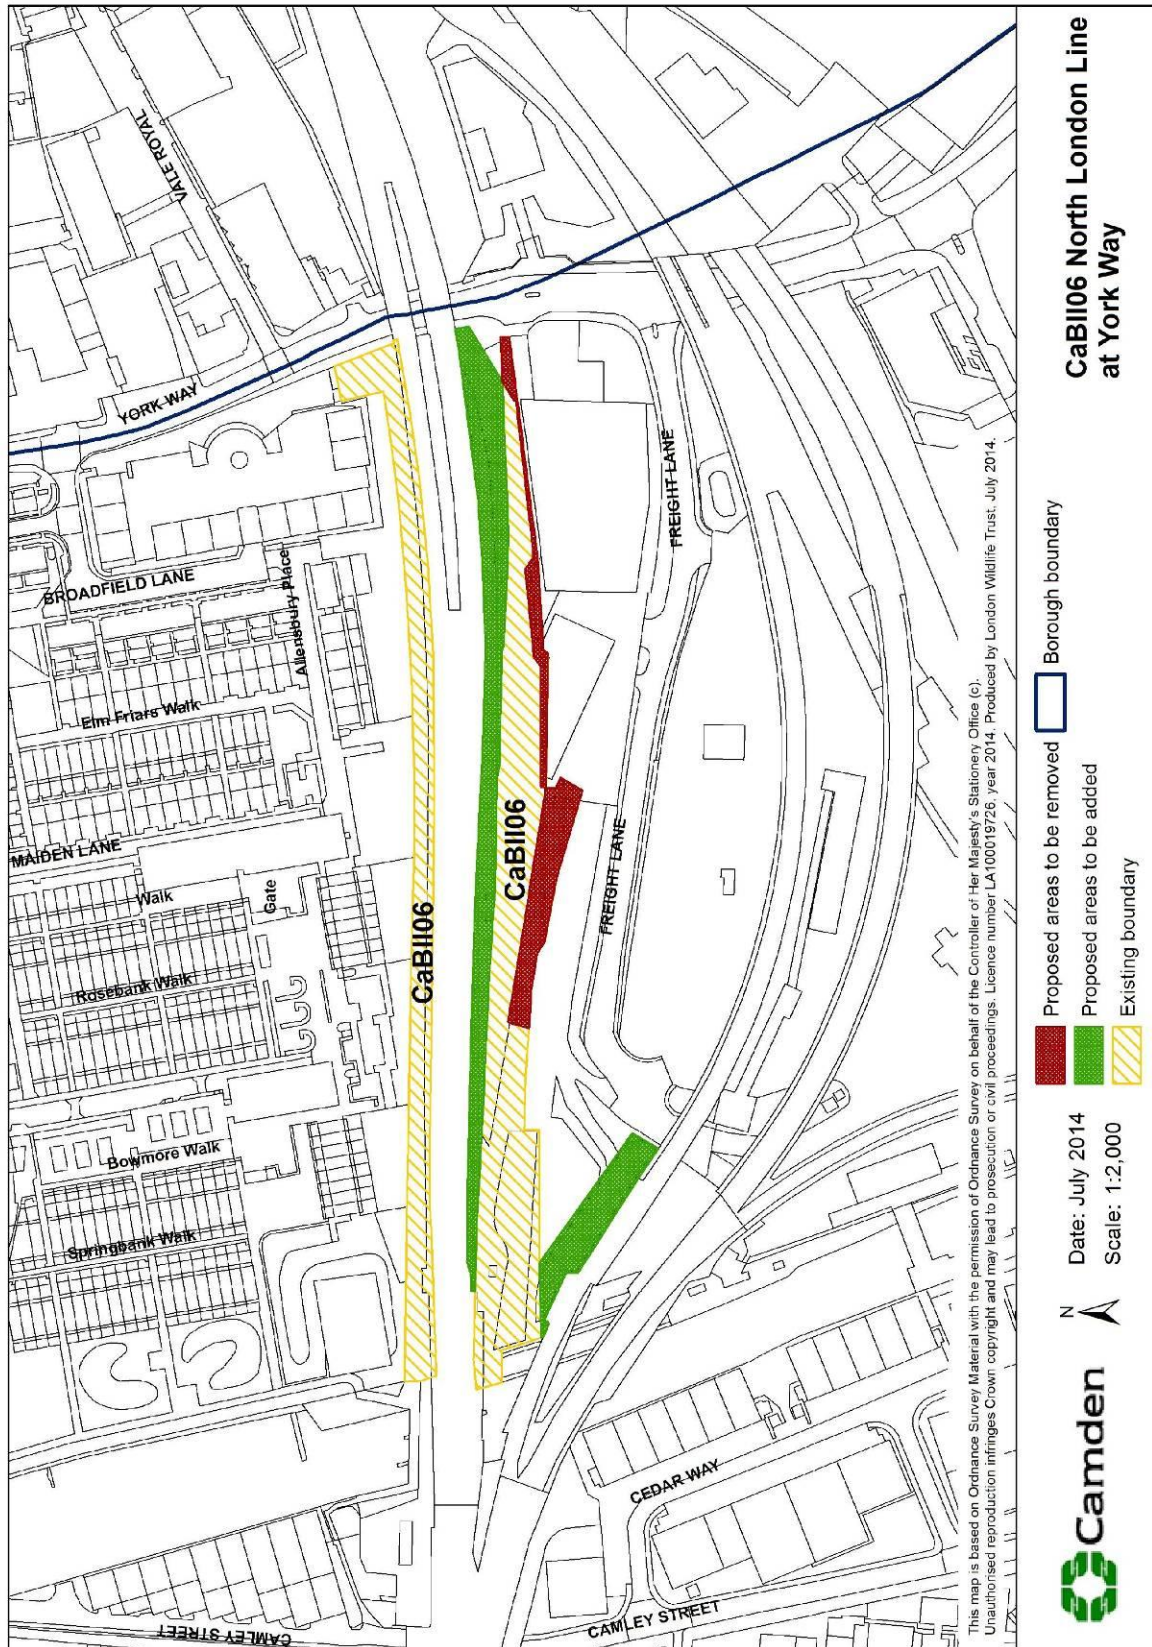 CAMLEY STREET
Springbank Walk
Bowmore Walk
Rosebank Walk
Walk
Gate
MAIDEN LANE
Elm Friars Walk
BROADFIELD LANE
Allensbury Place
YORK WAY
VALE ROYAL
CaBII06
CaBII06
FREIGHT LANE
FREIGHT LANE
CEDAR WAY
CAMLEY STREET
This map is based on Ordnance Survey Material with the permission of Ordnance Survey on behalf of the Controller of Her Majesty's Stationery Office (c).
Unauthorised reproduction infringes Crown copyright and may lead to prosecution or civil proceedings. Licence number LA100019726, year 2014. Produced by London Wildlife Trust, July 2014.
Camden
N
Date: July 2014
Scale: 1:2,000
Proposed areas to be removed
Proposed areas to be added
Existing boundary
Borough boundary
CaBII06 North London Line
at York Way